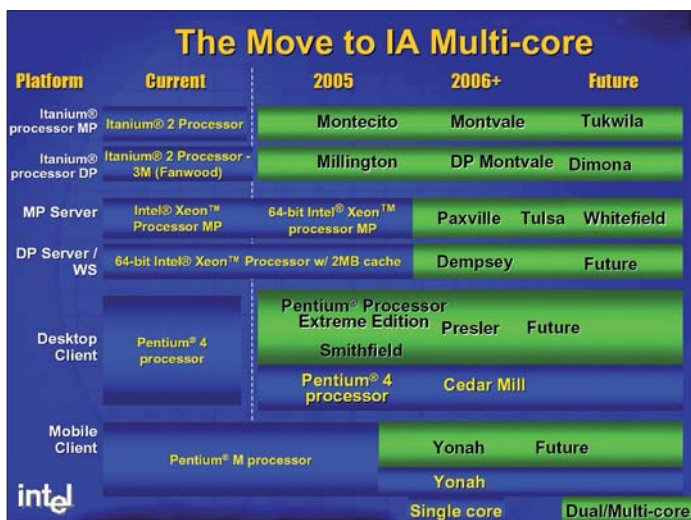 The Move to IA Multi-core
Platform Current 2005 2006+ Future
Itanium®
processor MP
Itanium® 2 Processor
Montecito Montvale Tukwila
Itanium®
processor DP
Itanium® 2 Processor -
3M (Fanwood)
Millington DP Montvale Dimona
MP Server
Intel® Xeon™
Processor MP
64-bit Intel® Xeon™
processor MP
Paxville Tulsa Whitefield
DP Server /
WS
64-bit Intel® Xeon™ Processor w/ 2MB cache
Dempsey Future
Desktop
Client
Pentium® 4
processor
Pentium® Processor
Extreme Edition
Smithfield
Presler Future
Pentium® 4
processor
Cedar Mill
Mobile
Client
Pentium® M processor
Yonah Future
Yonah
intel
Single core Dual/Multi-core